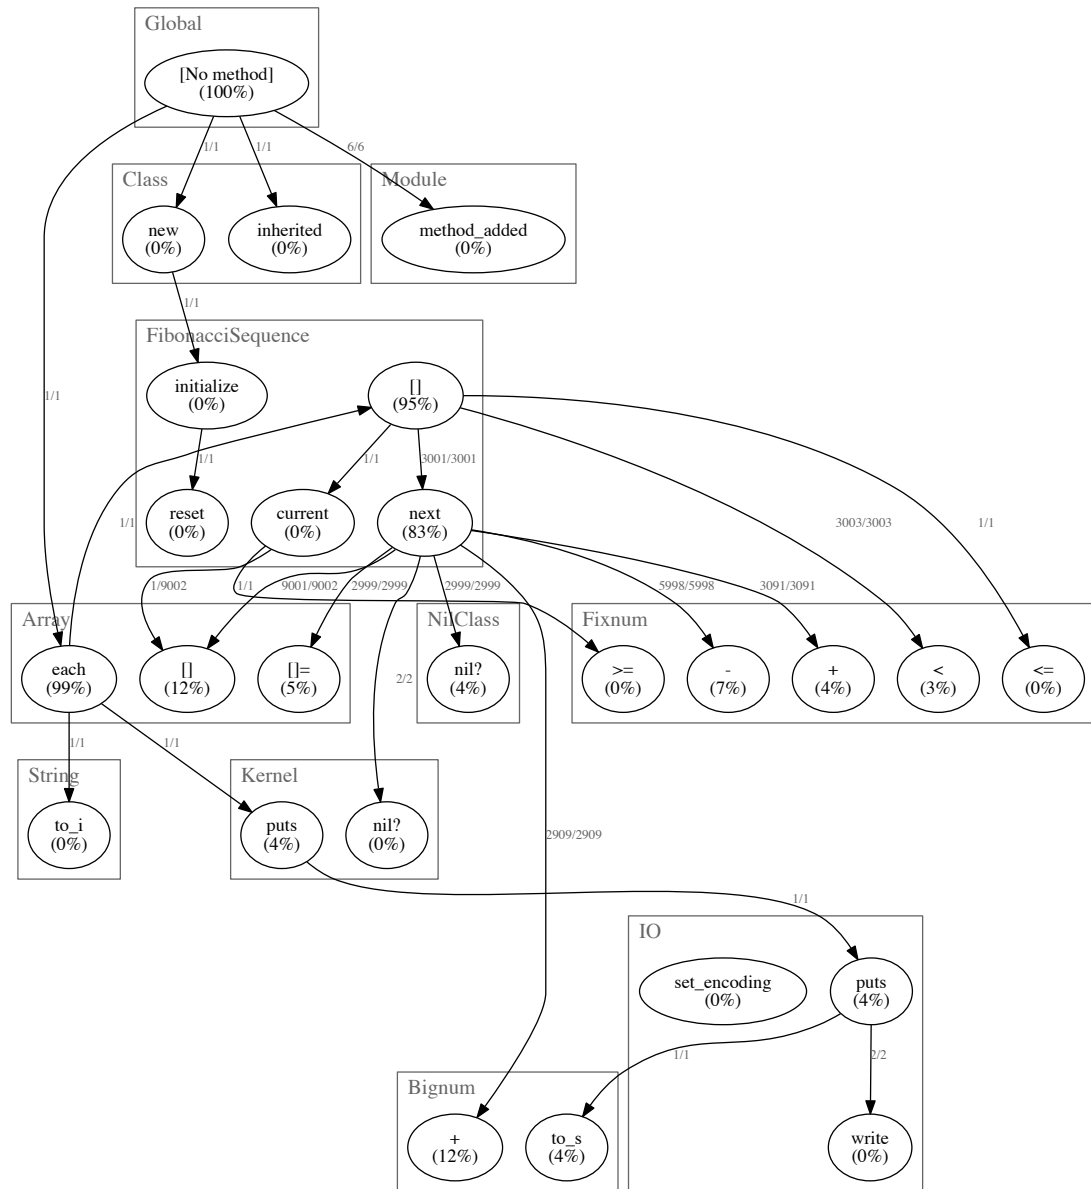 Global
[No method]
(100%)
1/1
1/1
6/6
Class
Module
new
(0%)
inherited
(0%)
method_added
(0%)
1/1
FibonacciSequence
initialize
(0%)
[]
(95%)
1/1
1/1
1/1
3001/3001
reset
(0%)
current
(0%)
next
(83%)
1/1
3003/3003
1/1
1/9002
1/1
9001/9002
2999/2999
2999/2999
5998/5998
3091/3091
Array
NilClass
Fixnum
each
(99%)
[]
(12%)
[]=
(5%)
2/2
nil?
(4%)
>=
(0%)
-
(7%)
+
(4%)
<
(3%)
<=
(0%)
1/1
1/1
String
Kernel
to_i
(0%)
puts
(4%)
nil?
(0%)
2909/2909
1/1
IO
set_encoding
(0%)
puts
(4%)
1/1
2/2
Bignum
+
(12%)
to_s
(4%)
write
(0%)